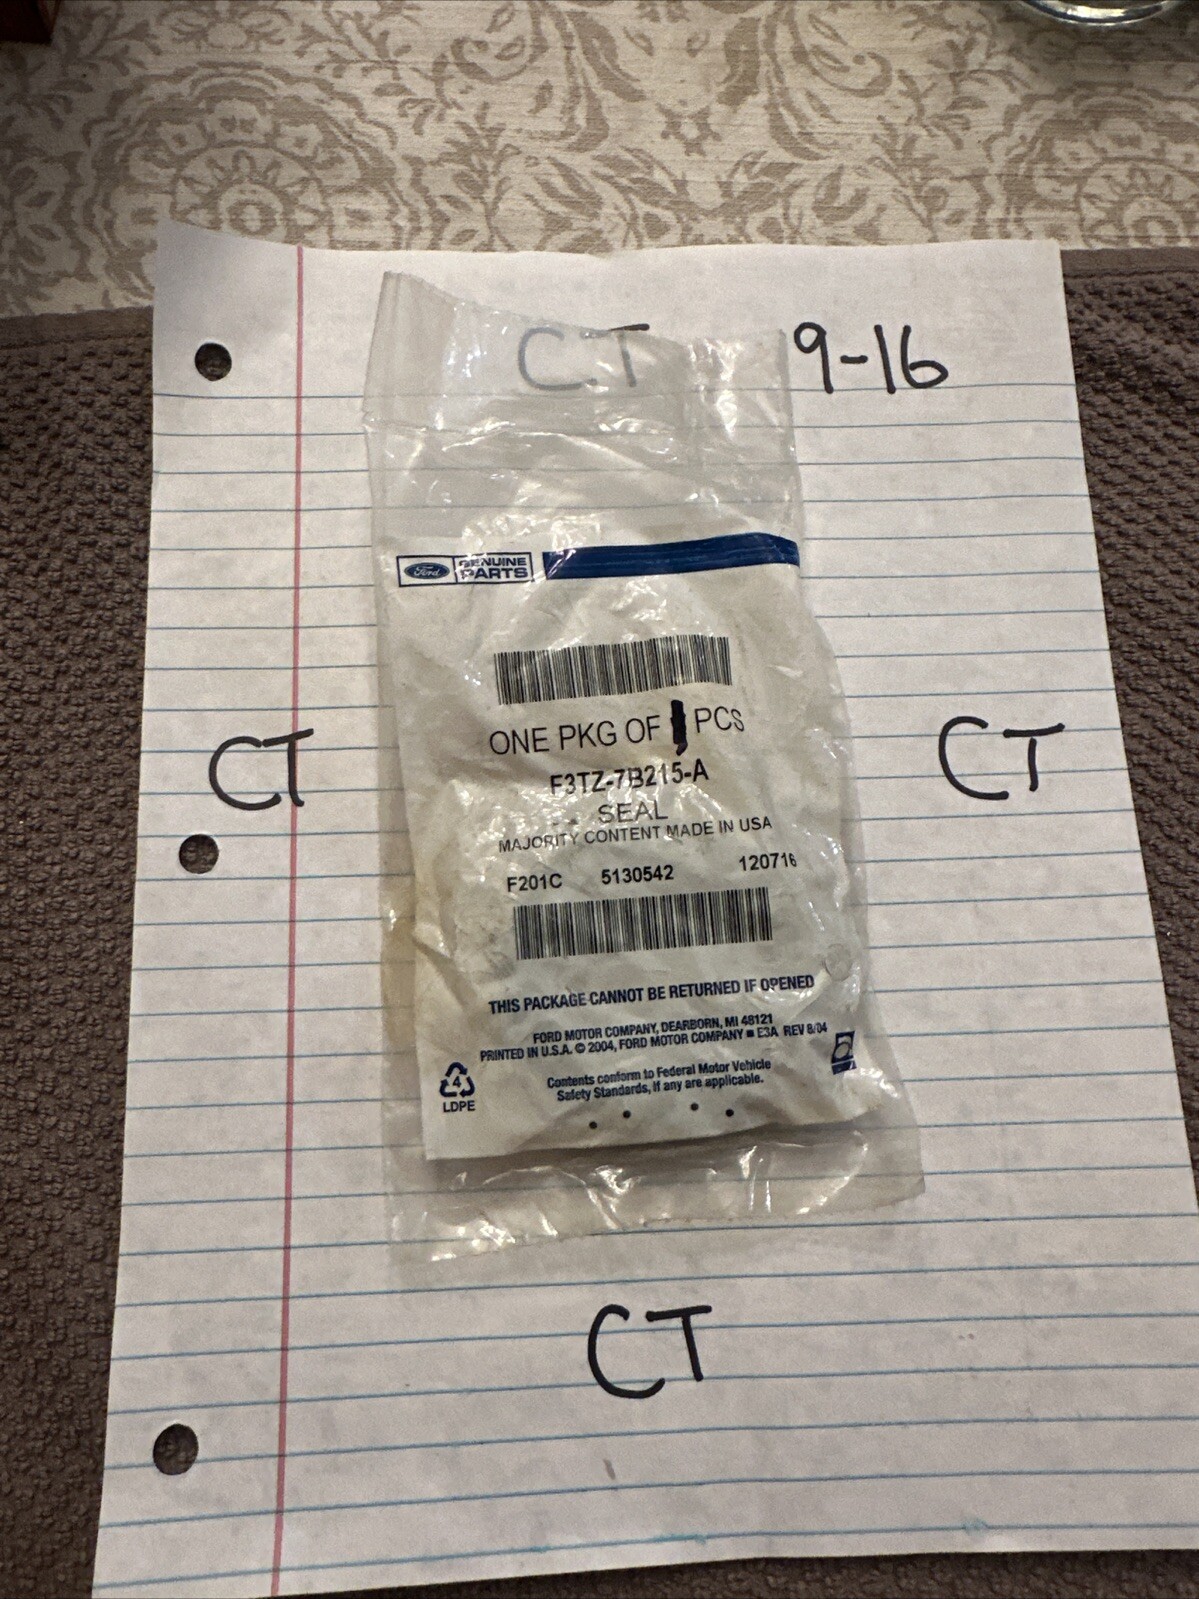 CT 9-16
Ford GENUINE
PARTS
ONE PKG OF PCS
F3TZ-7B215-A
SEAL
MAJORITY CONTENT MADE IN USA
F201C 5130542 120716
CT
CT
THIS PACKAGE CANNOT BE RETURNED IF OPENED
FORD MOTOR COMPANY, DEARBORN, MI 48121
PRINTED IN U.S.A. © 2004, FORD MOTOR COMPANY ■ E3A REV 8/04
Contents conform to Federal Motor Vehicle
Safety Standards, if any are applicable.
4
LDPE
CT